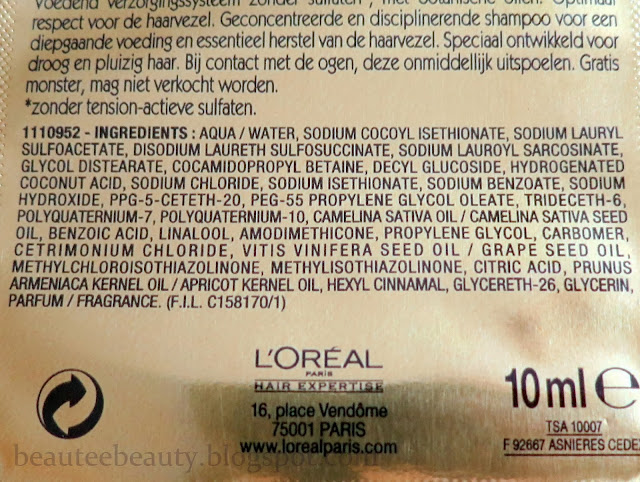 Voedend verzorgingssysteem zonder sulfaten*, met botanische oliën. Optimaal
respect voor de haarvezel. Geconcentreerde en disciplinerende shampoo voor een
diepgaande voeding en essentieel herstel van de haarvezel. Speciaal ontwikkeld voor
droog en pluizig haar. Bij contact met de ogen, deze onmiddellijk uitspoelen. Gratis
monster, mag niet verkocht worden.
*zonder tension-actieve sulfaten.
1110952 - INGREDIENTS : AQUA / WATER, SODIUM COCOYL ISETHIONATE, SODIUM LAURYL
SULFOACETATE, DISODIUM LAURETH SULFOSUCCINATE, SODIUM LAUROYL SARCOSINATE,
GLYCOL DISTEARATE, COCAMIDOPROPYL BETAINE, DECYL GLUCOSIDE, HYDROGENATED
COCONUT ACID, SODIUM CHLORIDE, SODIUM ISETHIONATE, SODIUM BENZOATE, SODIUM
HYDROXIDE, PPG-5-CETETH-20, PEG-55 PROPYLENE GLYCOL OLEATE, TRIDECETH-6,
POLYQUATERNIUM-7, POLYQUATERNIUM-10, CAMELINA SATIVA OIL / CAMELINA SATIVA SEED
OIL, BENZOIC ACID, LINALOOL, AMODIMETHICONE, PROPYLENE GLYCOL, CARBOMER,
CETRIMONIUM CHLORIDE, VITIS VINIFERA SEED OIL / GRAPE SEED OIL,
METHYLCHLOROISOTHIAZOLINONE, METHYLISOTHIAZOLINONE, CITRIC ACID, PRUNUS
ARMENIACA KERNEL OIL / APRICOT KERNEL OIL, HEXYL CINNAMAL, GLYCERETH-26, GLYCERIN,
PARFUM / FRAGRANCE. (F.I.L. C158170/1)
L'ORÉAL
PARIS
HAIR EXPERTISE
16, place Vendôme
75001 PARIS
www.lorealparis.com
10 ml e
TSA 10007
F 92667 ASNIERES CEDEX
beauteebeauty.blogspot.com